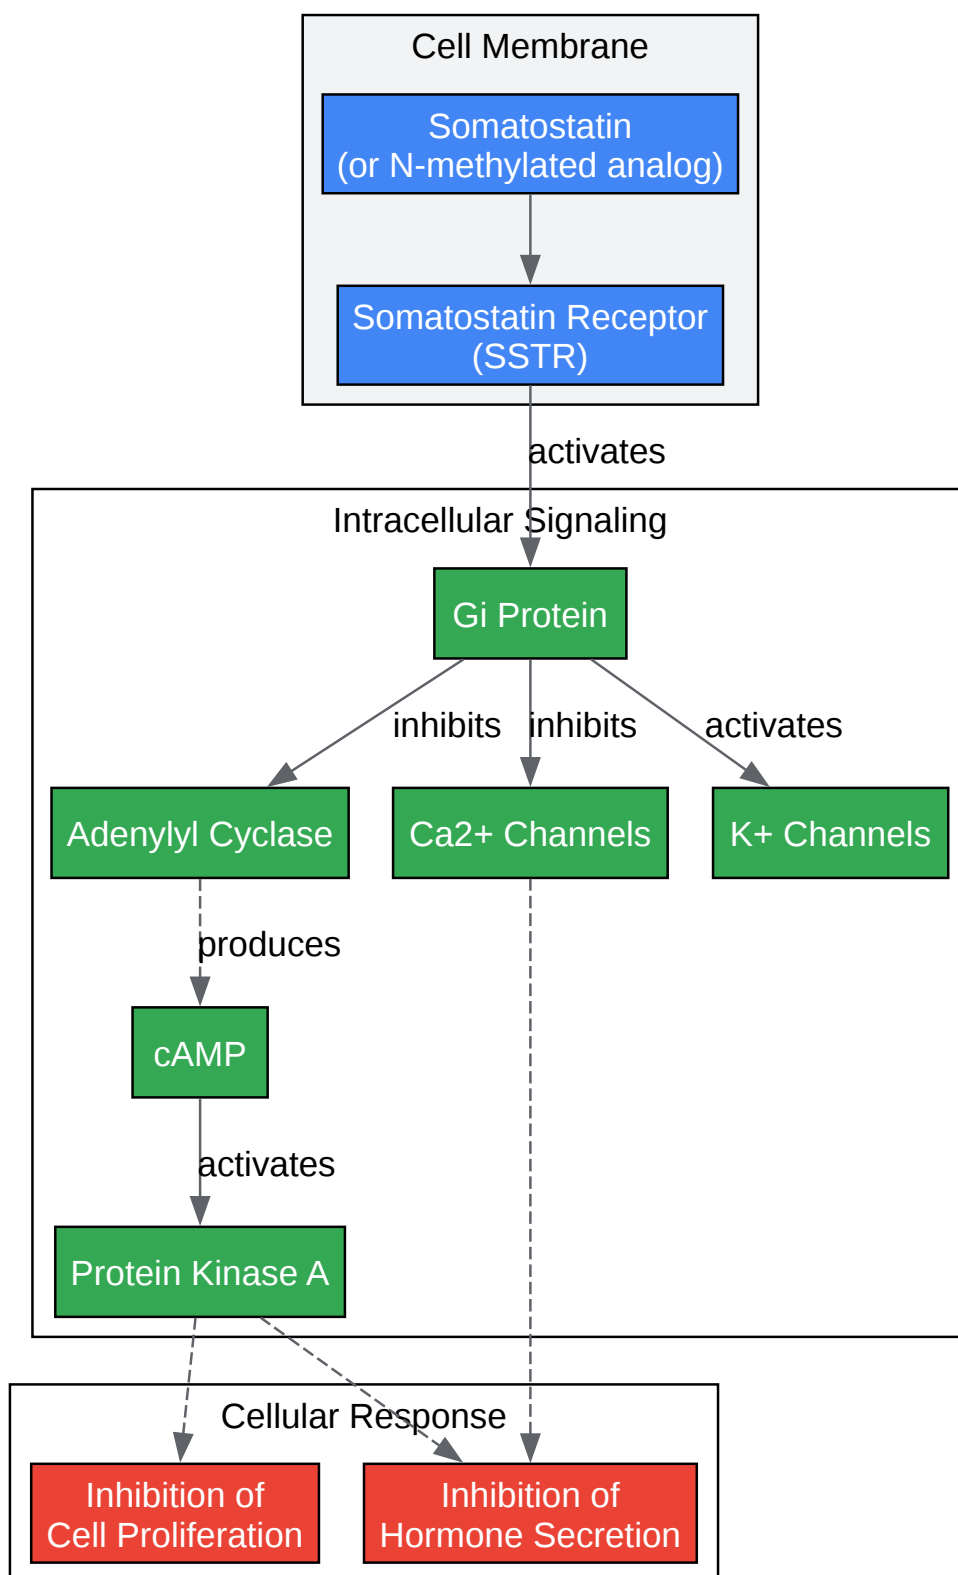 Cell Membrane
Somatostatin
(or N-methylated analog)
Somatostatin Receptor
(SSTR)
activates
Intracellular Signaling
Gi Protein
inhibits
inhibits
activates
Adenylyl Cyclase
Ca2+ Channels
K+ Channels
produces
cAMP
activates
Protein Kinase A
Cellular Response
Inhibition of
Cell Proliferation
Inhibition of
Hormone Secretion